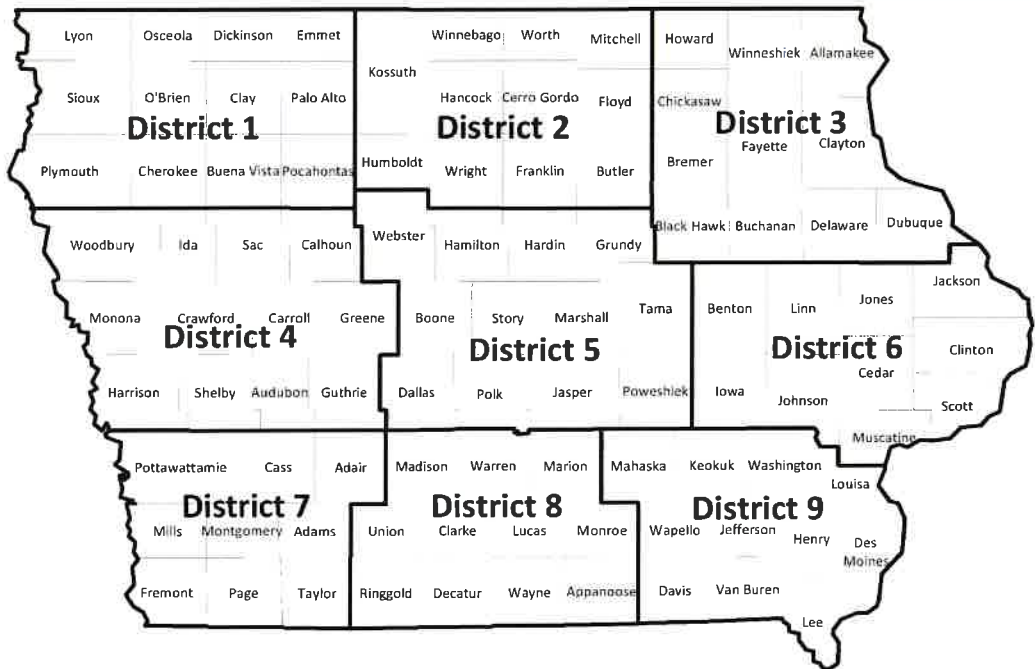 Lyon Osceola Dickinson Emmet
Sioux O'Brien Clay Palo Alto
District 1
Plymouth Cherokee Buena Vista Pocahontas
Winnebago Worth Mitchell
Kossuth
Hancock Cerro Gordo Floyd
District 2
Humboldt Wright Franklin Butler
Howard Winneshiek Allamakee
Chickasaw
District 3
Fayette Clayton
Bremer
Black Hawk Buchanan Delaware Dubuque
Woodbury Ida Sac Calhoun
Monona Crawford Carroll Greene
District 4
Harrison Shelby Audubon Guthrie
Webster Hamilton Hardin Grundy
Boone Story Marshall Tama
District 5
Dallas Polk Jasper Poweshiek
Jackson
Benton Linn Jones
District 6
Clinton
Cedar
Iowa Johnson Scott
Muscatine
Pottawattamie Cass Adair
District 7
Mills Montgomery Adams
Fremont Page Taylor
Madison Warren Marion
District 8
Union Clarke Lucas Monroe
Ringgold Decatur Wayne Appanoose
Mahaska Keokuk Washington
Louisa
District 9
Wapello Jefferson Henry Des
Moines
Davis Van Buren
Lee